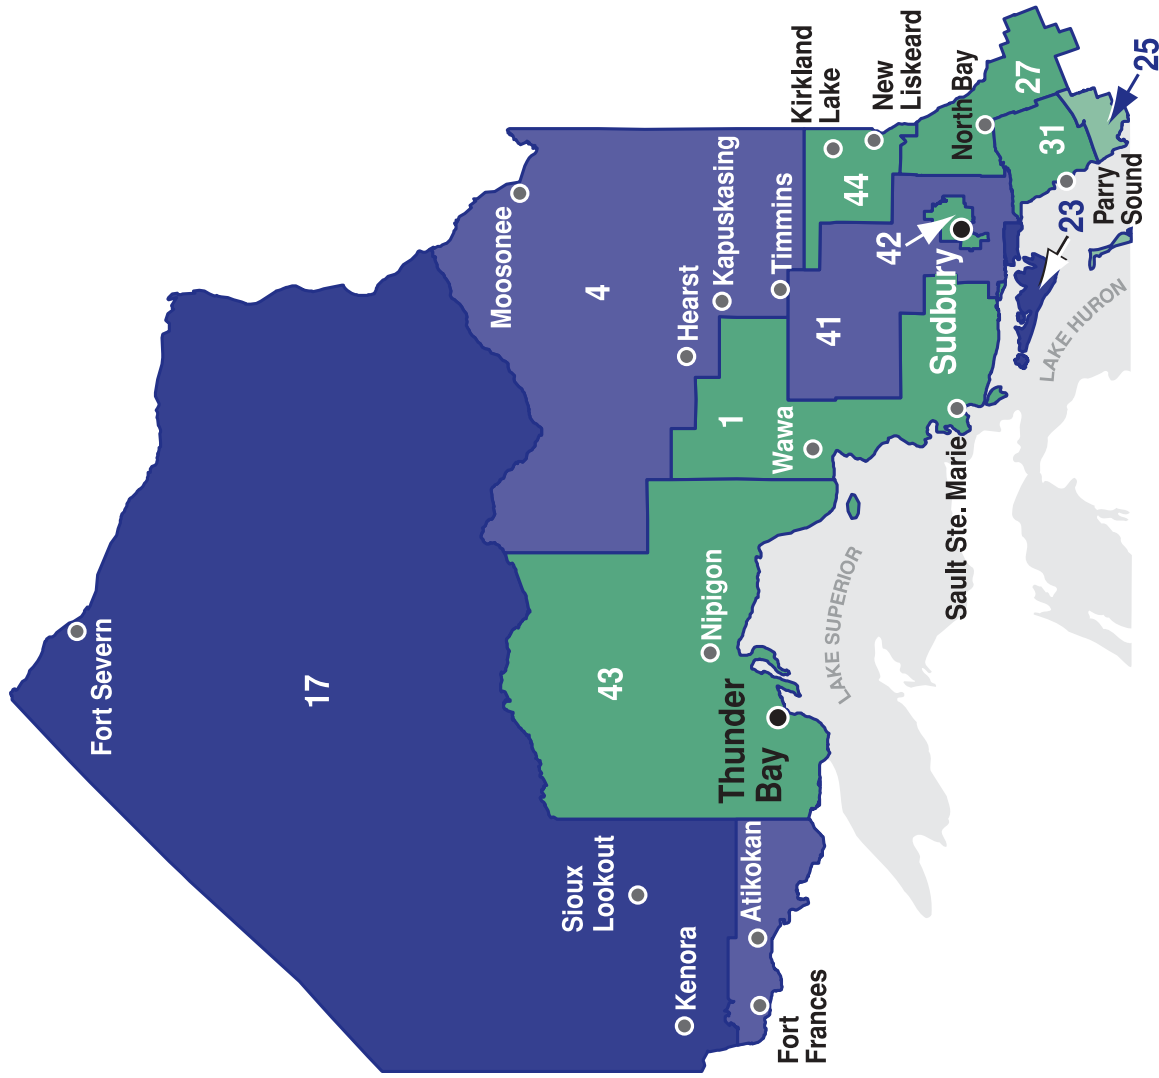 Fort Severn
17
Sioux
Lookout
Kenora
Fort
Frances
Atikokan
43
Thunder
Bay
Nipigon
LAKE SUPERIOR
Moosonee
4
Hearst
Kapuskasing
Timmins
1
Wawa
41
Sault Ste. Marie
Sudbury
42
44
Kirkland
Lake
New
Liskeard
North Bay
27
31
25
Parry
Sound
23
LAKE HURON